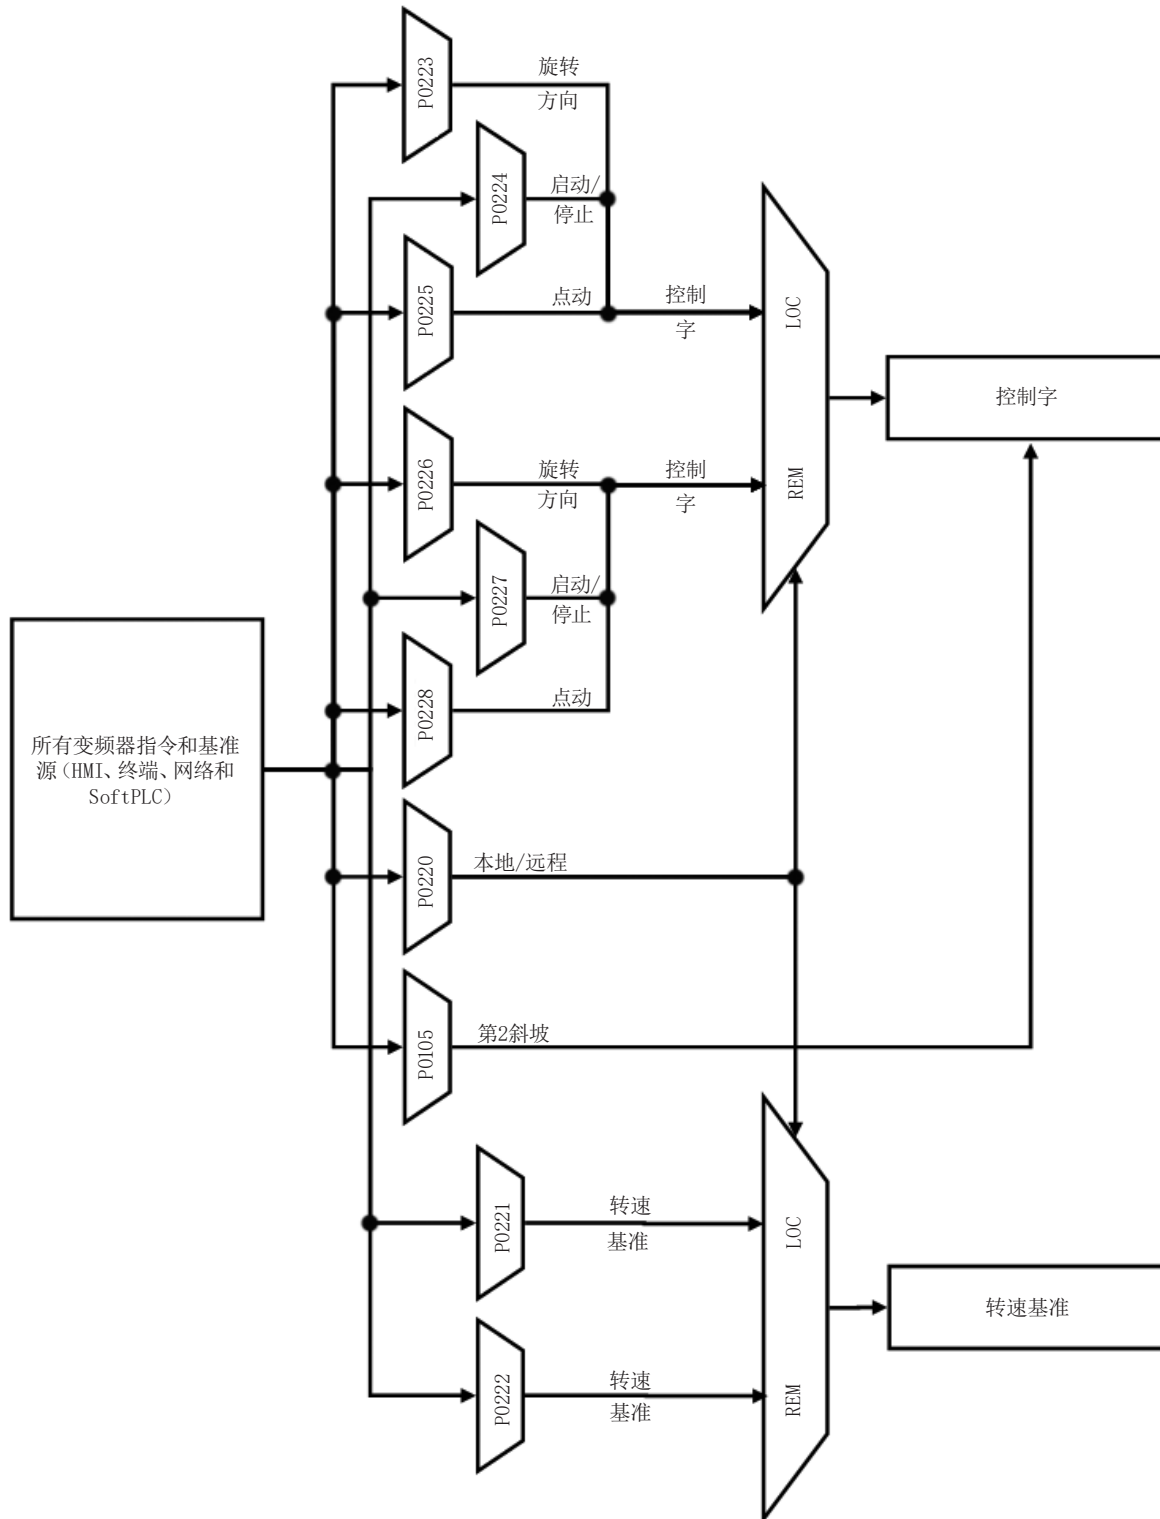 P0223
旋转
方向
P0224
启动/
停止
P0225
点动
控制
字
LOC
控制字
P0226
旋转
方向
控制
字
REM
P0227
启动/
停止
P0228
点动
所有变频器指令和基准
源(HMI、终端、网络和
SoftPLC)
P0220
本地/远程
P0105
第2斜坡
P0221
转速
基准
LOC
转速基准
P0222
转速
基准
REM